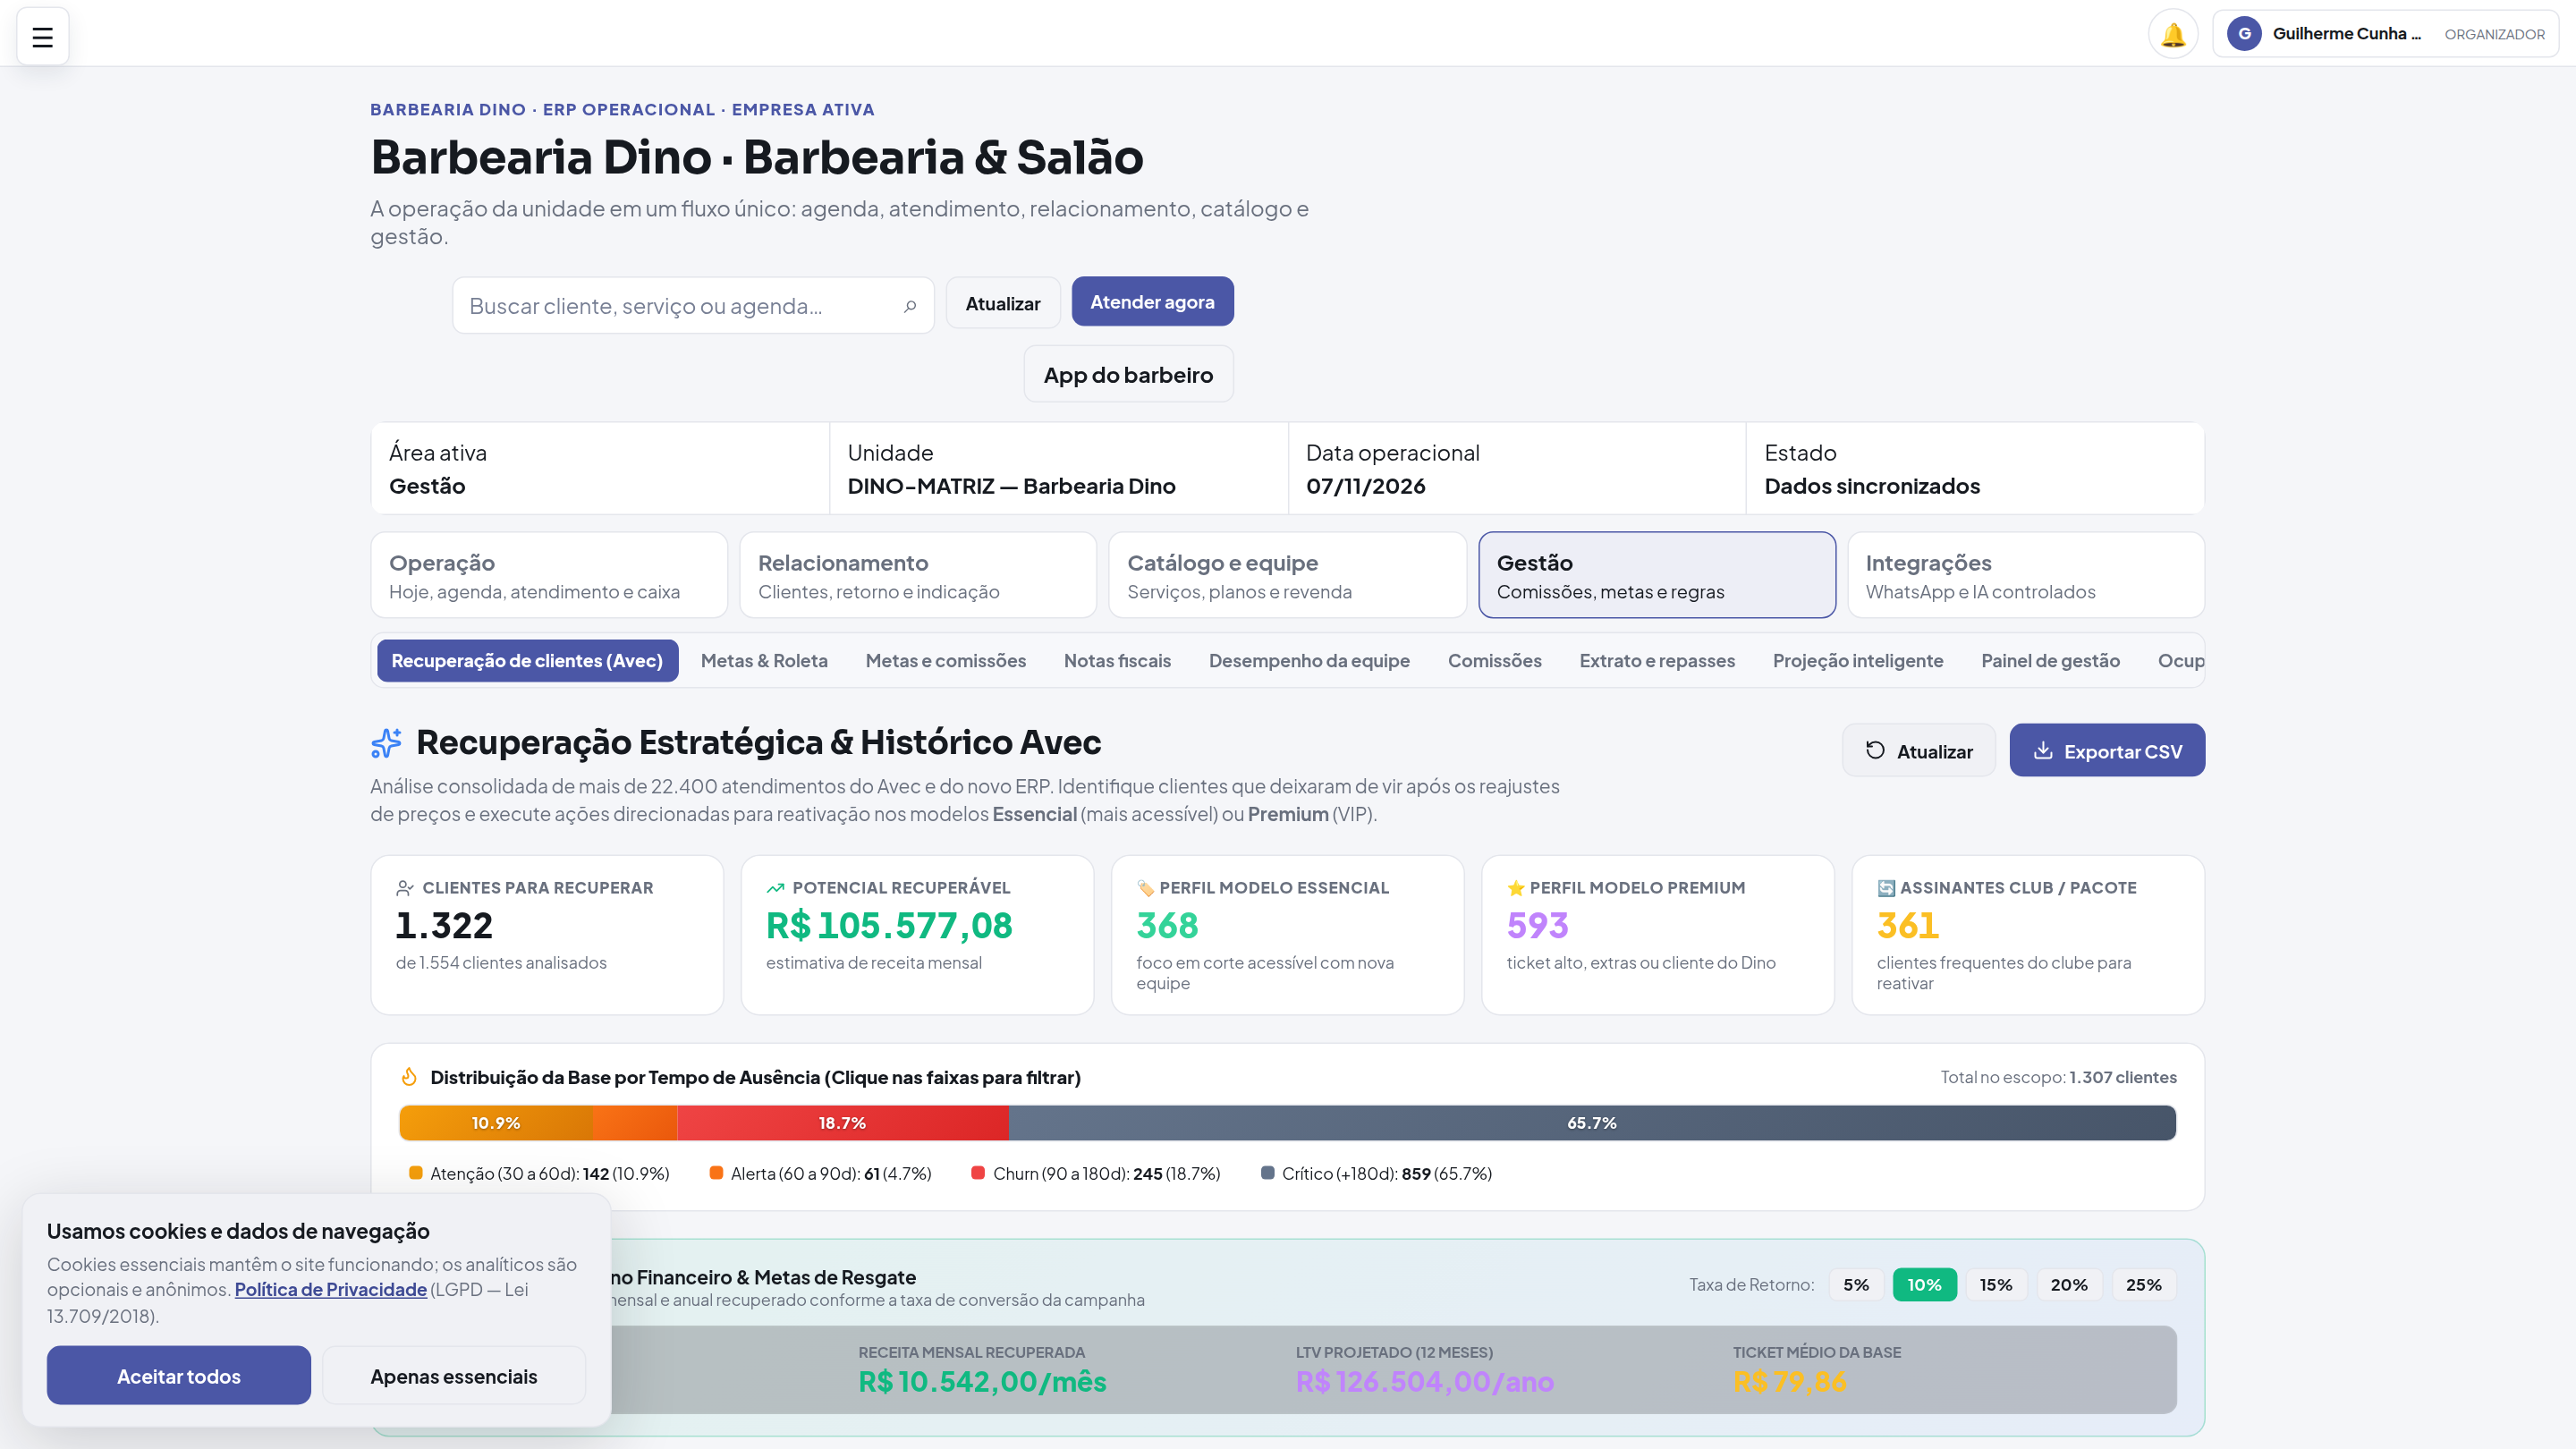 ☰
G Guilherme Cunha ... ORGANIZADOR
BARBEARIA DINO · ERP OPERACIONAL · EMPRESA ATIVA
Barbearia Dino · Barbearia & Salão
A operação da unidade em um fluxo único: agenda, atendimento, relacionamento, catálogo e
gestão.
Buscar cliente, serviço ou agenda...
Atualizar
Atender agora
App do barbeiro
Área ativa
Gestão
Unidade
DINO-MATRIZ — Barbearia Dino
Data operacional
07/11/2026
Estado
Dados sincronizados
Operação
Hoje, agenda, atendimento e caixa
Relacionamento
Clientes, retorno e indicação
Catálogo e equipe
Serviços, planos e revenda
Gestão
Comissões, metas e regras
Integrações
WhatsApp e IA controlados
Recuperação de clientes (Avec) Metas & Roleta Metas e comissões Notas fiscais Desempenho da equipe Comissões Extrato e repasses Projeção inteligente Painel de gestão Ocup
Recuperação Estratégica & Histórico Avec
Atualizar
Exportar CSV
Análise consolidada de mais de 22.400 atendimentos do Avec e do novo ERP. Identifique clientes que deixaram de vir após os reajustes
de preços e execute ações direcionadas para reativação nos modelos Essencial (mais acessível) ou Premium (VIP).
CLIENTES PARA RECUPERAR
1.322
de 1.554 clientes analisados
POTENCIAL RECUPERÁVEL
R$ 105.577,08
estimativa de receita mensal
PERFIL MODELO ESSENCIAL
368
foco em corte acessível com nova
equipe
PERFIL MODELO PREMIUM
593
ticket alto, extras ou cliente do Dino
ASSINANTES CLUB / PACOTE
361
clientes frequentes do clube para
reativar
Distribuição da Base por Tempo de Ausência (Clique nas faixas para filtrar)
Total no escopo: 1.307 clientes
10.9% 18.7% 65.7%
Atenção (30 a 60d): 142 (10.9%) Alerta (60 a 90d): 61 (4.7%) Churn (90 a 180d): 245 (18.7%) Crítico (+180d): 859 (65.7%)
no Financeiro & Metas de Resgate
mensal e anual recuperado conforme a taxa de conversão da campanha
Taxa de Retorno: 5% 10% 15% 20% 25%
RECEITA MENSAL RECUPERADA
R$ 10.542,00/mês
LTV PROJETADO (12 MESES)
R$ 126.504,00/ano
TICKET MÉDIO DA BASE
R$ 79,86
Usamos cookies e dados de navegação
Cookies essenciais mantêm o site funcionando; os analíticos são
opcionais e anônimos. Política de Privacidade (LGPD — Lei
13.709/2018).
Aceitar todos
Apenas essenciais